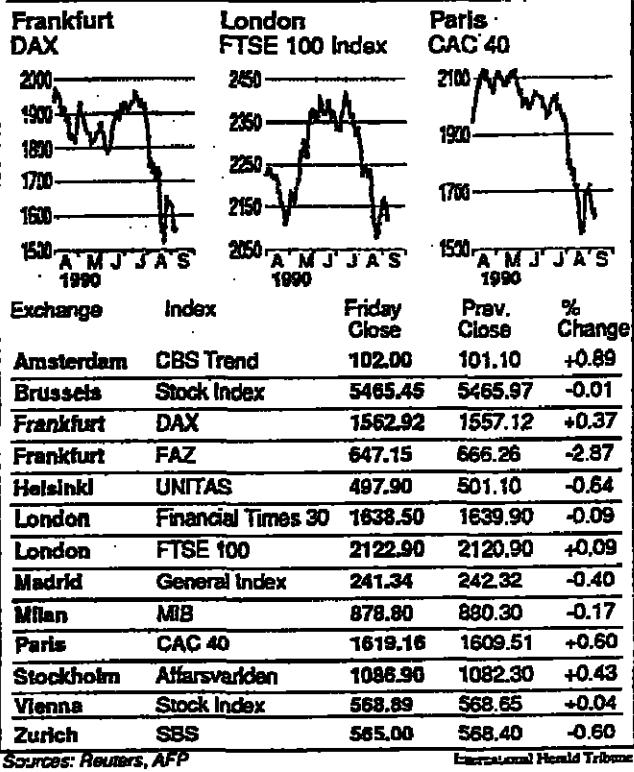 Frankfurt
DAX
2000
1900
1800
1700
1600
1500
A M J J A S
1990
London
FTSE 100 Index
2450
2350
2250
2150
2050
A M J J A S
1990
Paris
CAC 40
2100
1900
1700
1500
A M J J A S
1990
Exchange Index Friday Close Prev. Close % Change
Amsterdam CBS Trend 102.00 101.10 +0.89
Brussels Stock Index 5465.45 5465.97 -0.01
Frankfurt DAX 1562.92 1557.12 +0.37
Frankfurt FAZ 647.15 666.26 -2.87
Helsinki UNITAS 497.90 501.10 -0.64
London Financial Times 30 1638.50 1639.90 -0.09
London FTSE 100 2122.90 2120.90 +0.09
Madrid General Index 241.34 242.32 -0.40
Milan MIB 878.80 880.30 -0.17
Paris CAC 40 1619.16 1609.51 +0.60
Stockholm Affarsvarlden 1086.90 1082.30 +0.43
Vienna Stock Index 568.89 568.65 +0.04
Zurich SBS 565.00 568.40 -0.60
Sources: Reuters, AFP
International Herald Tribune